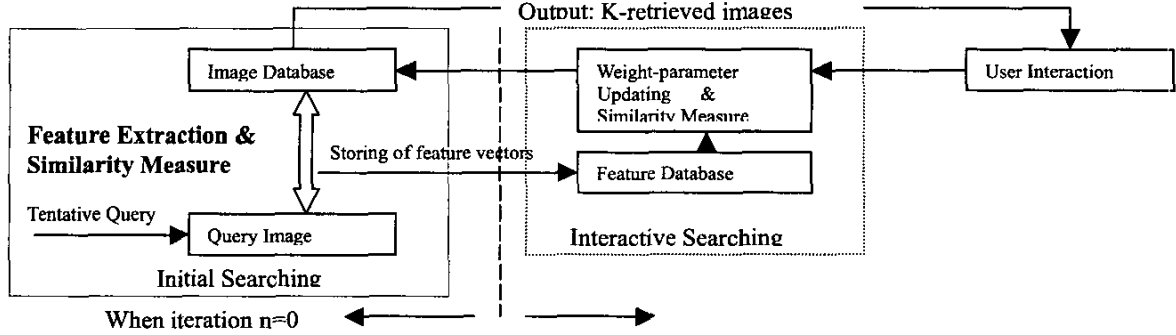 Output: K-retrieved images
Image Database
Weight-parameter
Updating &
Similarity Measure
User Interaction
Feature Extraction &
Similarity Measure
Storing of feature vectors
Feature Database
Tentative Query
Query Image
Interactive Searching
Initial Searching
When iteration n=0